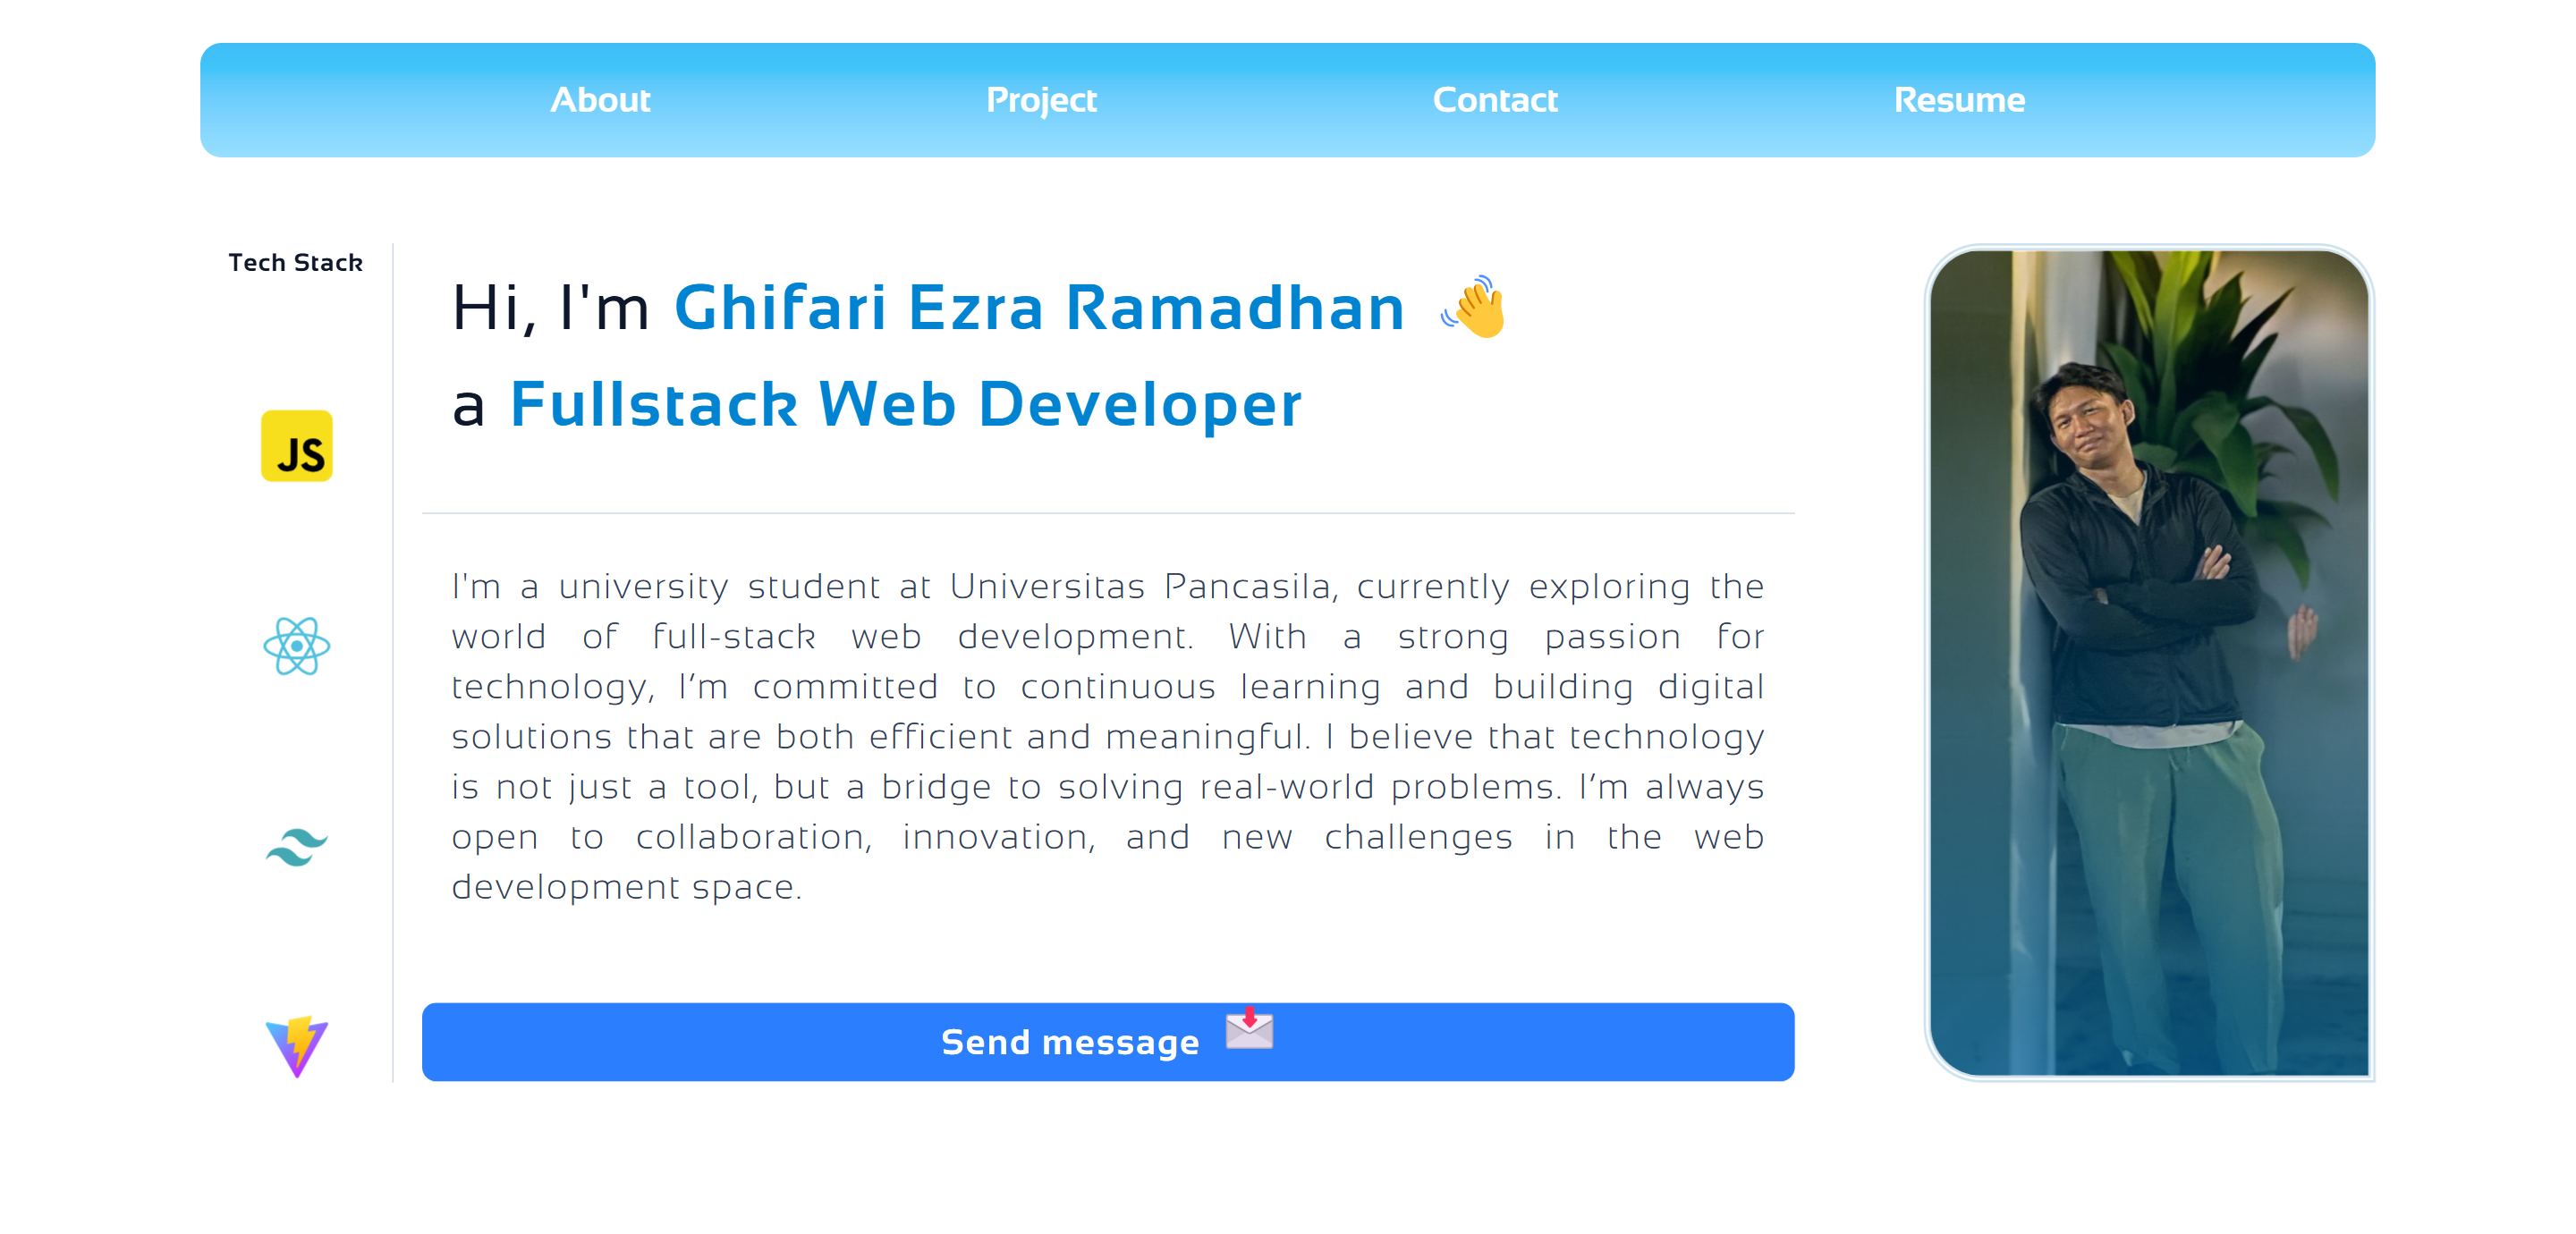 About
Project
Contact
Resume
Tech Stack
JS
Hi, I'm Ghifari Ezra Ramadhan
a Fullstack Web Developer
I'm a university student at Universitas Pancasila, currently exploring the
world of full-stack web development. With a strong passion for
technology, I’m committed to continuous learning and building digital
solutions that are both efficient and meaningful. I believe that technology
is not just a tool, but a bridge to solving real-world problems. I’m always
open to collaboration, innovation, and new challenges in the web
development space.
Send message